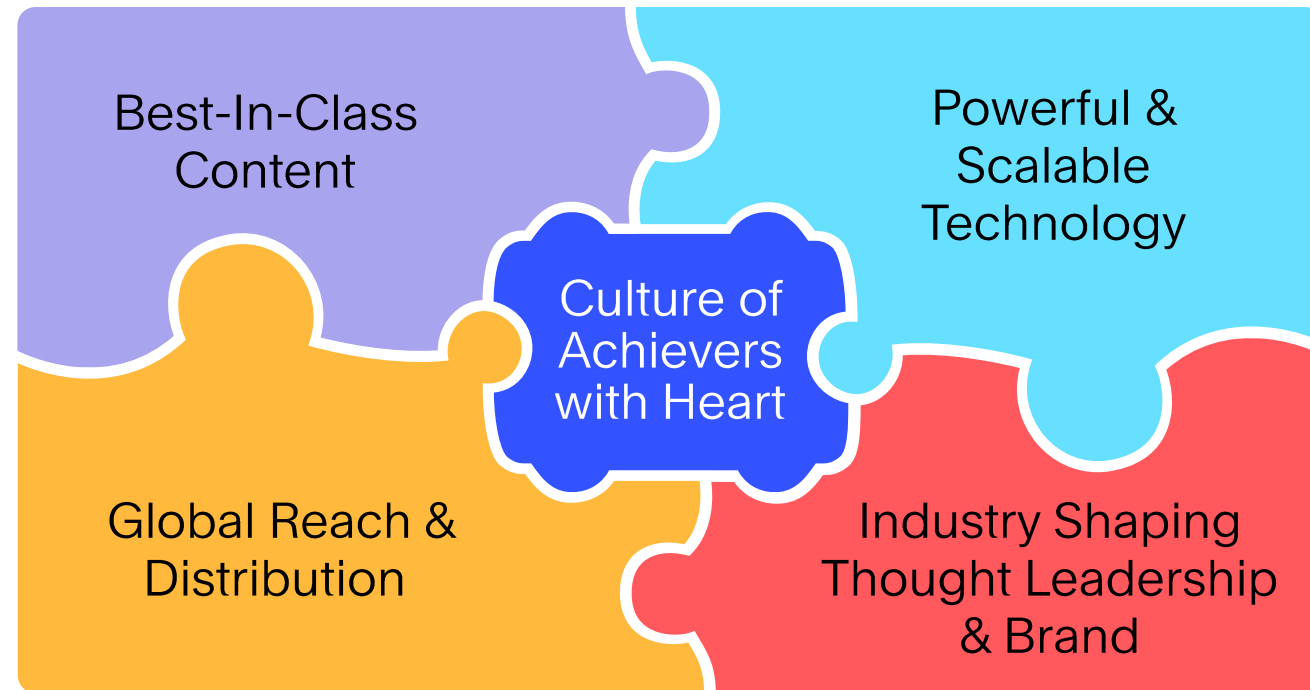 Best-In-Class
Content
Powerful &
Scalable
Technology
Culture of
Achievers
with Heart
Global Reach &
Distribution
Industry Shaping
Thought Leadership
& Brand